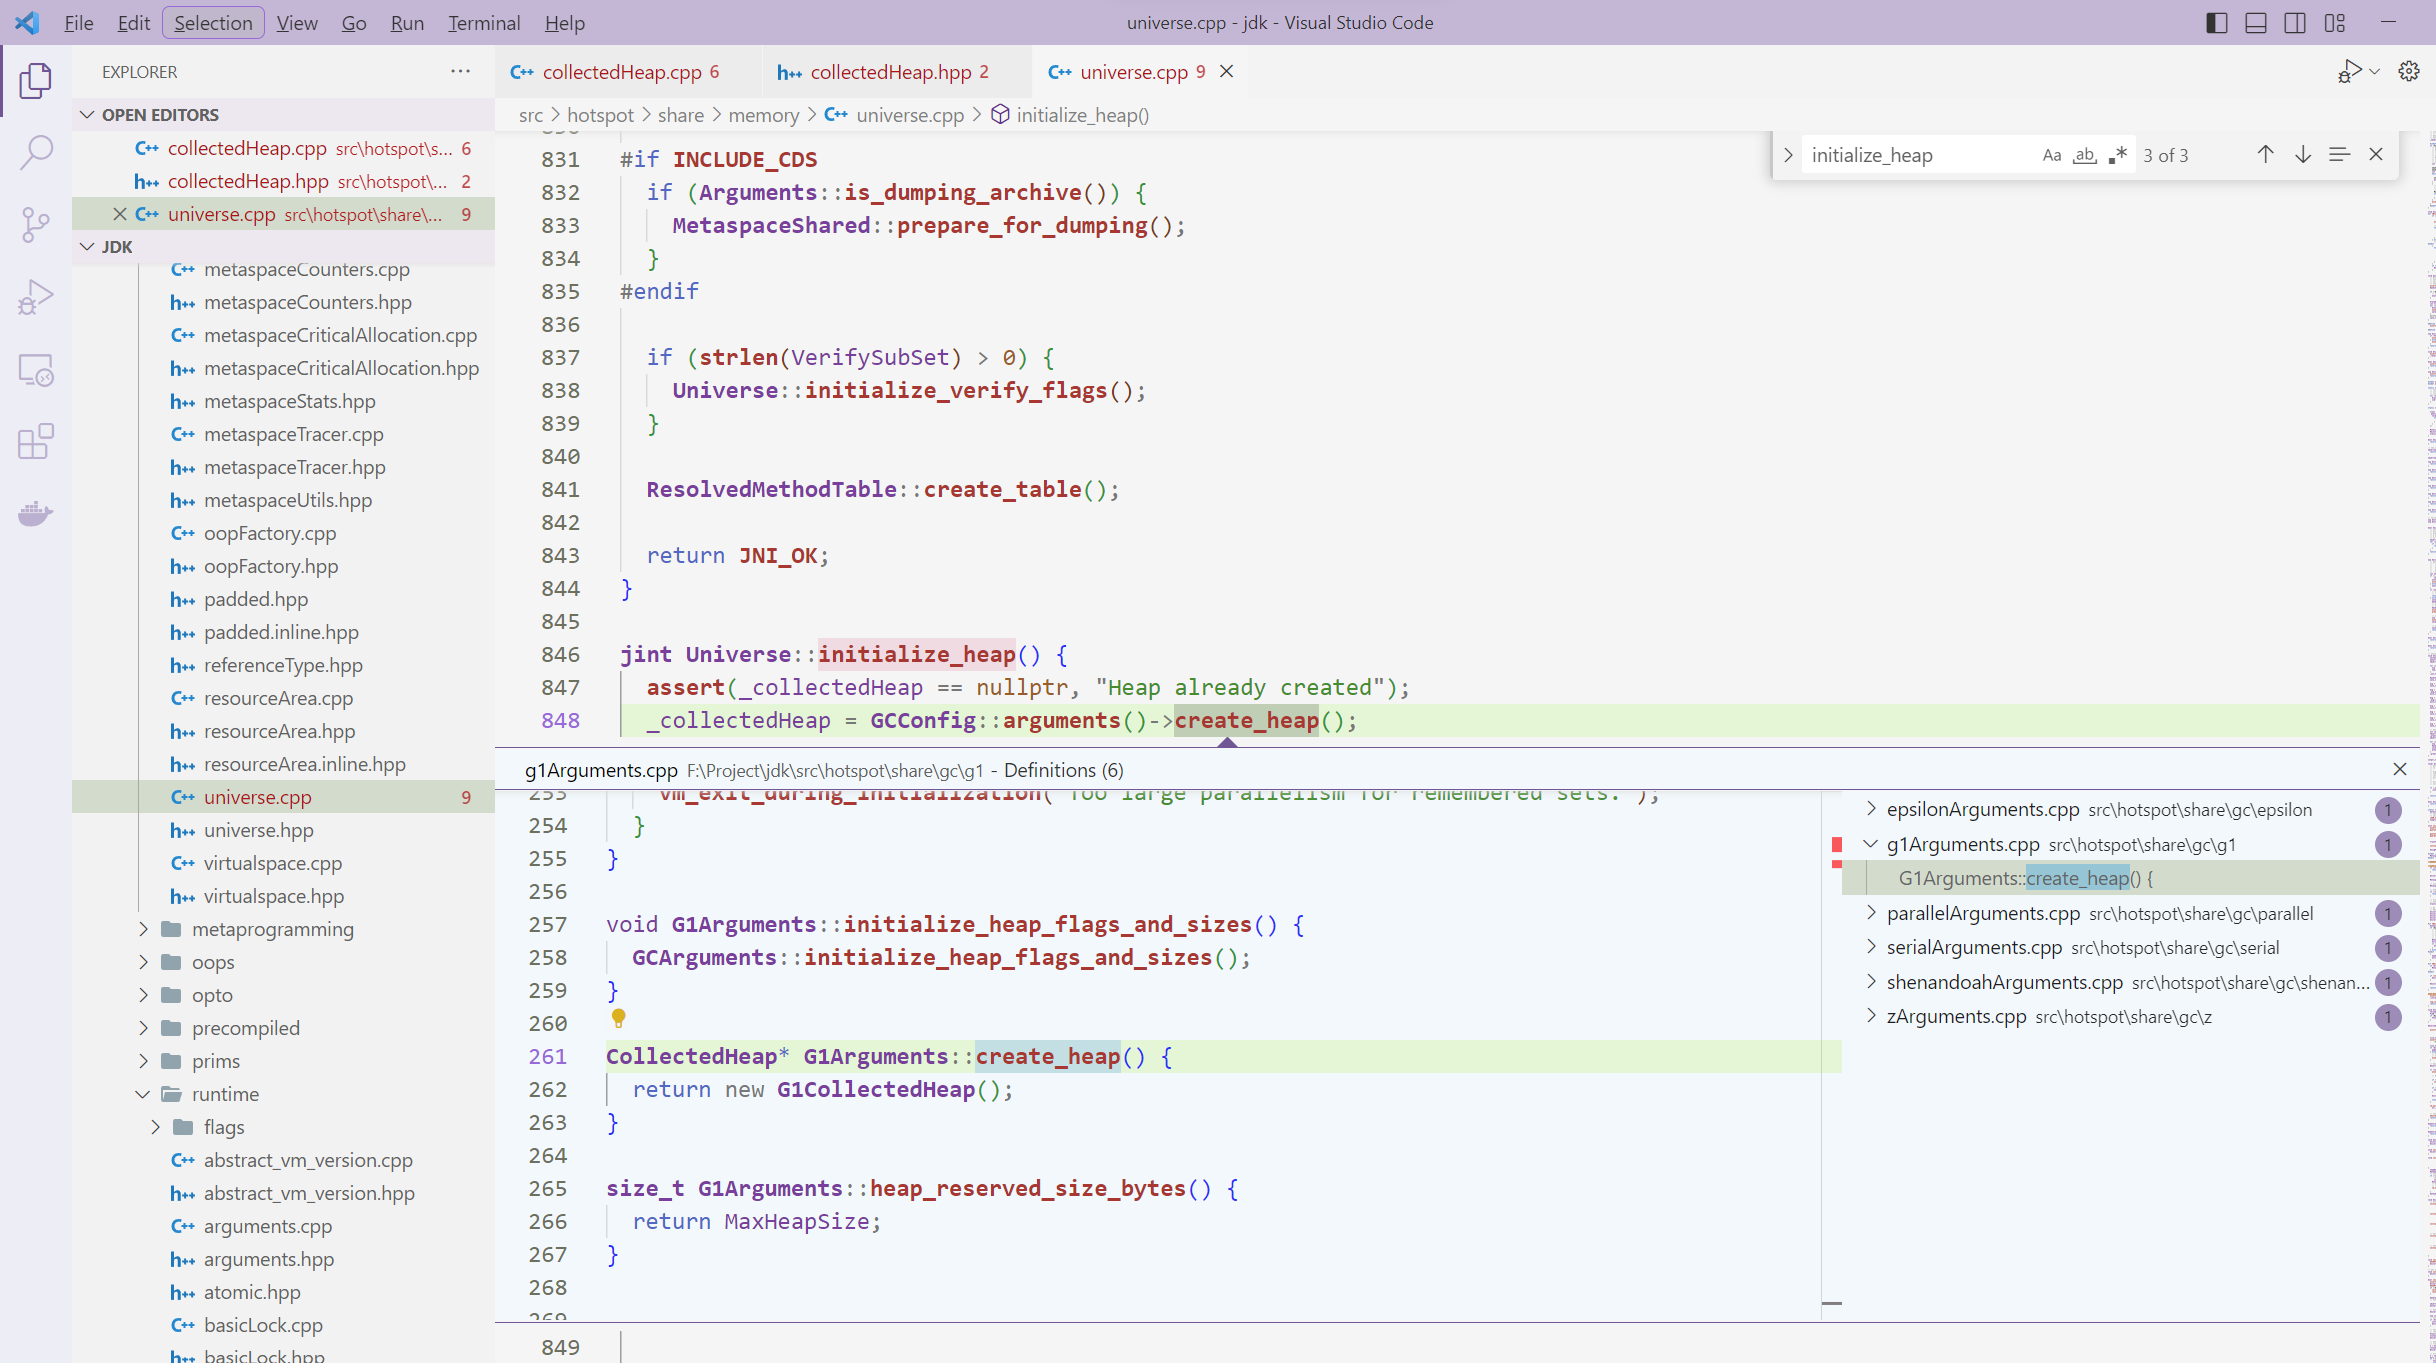 File Edit Selection View Go Run Terminal Help
universe.cpp - jdk - Visual Studio Code
EXPLORER
OPEN EDITORS
C++ collectedHeap.cpp src\hotspot\s... 6
h++ collectedHeap.hpp src\hotspot\... 2
C++ universe.cpp src\hotspot\share\... 9
JDK
C++ metaspaceCounters.cpp
h++ metaspaceCounters.hpp
C++ metaspaceCriticalAllocation.cpp
h++ metaspaceCriticalAllocation.hpp
h++ metaspaceStats.hpp
C++ metaspaceTracer.cpp
h++ metaspaceTracer.hpp
h++ metaspaceUtils.hpp
C++ oopFactory.cpp
h++ oopFactory.hpp
h++ padded.hpp
h++ padded.inline.hpp
h++ referenceType.hpp
C++ resourceArea.cpp
h++ resourceArea.hpp
h++ resourceArea.inline.hpp
C++ universe.cpp 9
h++ universe.hpp
C++ virtualspace.cpp
h++ virtualspace.hpp
metaprogramming
oops
opto
precompiled
prims
runtime
flags
C++ abstract_vm_version.cpp
h++ abstract_vm_version.hpp
C++ arguments.cpp
h++ arguments.hpp
h++ atomic.hpp
C++ basicLock.cpp
h++ basicLock.hpp
C++ collectedHeap.cpp 6
h++ collectedHeap.hpp 2
C++ universe.cpp 9
src > hotspot > share > memory > C++ universe.cpp > initialize_heap()
initialize_heap Aa ab 3 of 3
830
831 #if INCLUDE_CDS
832 if (Arguments::is_dumping_archive()) {
833 MetaspaceShared::prepare_for_dumping();
834 }
835 #endif
836
837 if (strlen(VerifySubSet) > 0) {
838 Universe::initialize_verify_flags();
839 }
840
841 ResolvedMethodTable::create_table();
842
843 return JNI_OK;
844 }
845
846 jint Universe::initialize_heap() {
847 assert(_collectedHeap == nullptr, "Heap already created");
848 _collectedHeap = GCConfig::arguments()->create_heap();
g1Arguments.cpp F:\Project\jdk\src\hotspot\share\gc\g1 - Definitions (6)
253 vm_exit_during_initialization("Too large parallelism for remembered sets.");
254 }
255 }
256
257 void G1Arguments::initialize_heap_flags_and_sizes() {
258 GCArguments::initialize_heap_flags_and_sizes();
259 }
260
261 CollectedHeap* G1Arguments::create_heap() {
262 return new G1CollectedHeap();
263 }
264
265 size_t G1Arguments::heap_reserved_size_bytes() {
266 return MaxHeapSize;
267 }
268
269
epsilonArguments.cpp src\hotspot\share\gc\epsilon 1
g1Arguments.cpp src\hotspot\share\gc\g1 1
G1Arguments::create_heap() {
parallelArguments.cpp src\hotspot\share\gc\parallel 1
serialArguments.cpp src\hotspot\share\gc\serial 1
shenandoahArguments.cpp src\hotspot\share\gc\shenan... 1
zArguments.cpp src\hotspot\share\gc\z 1
849